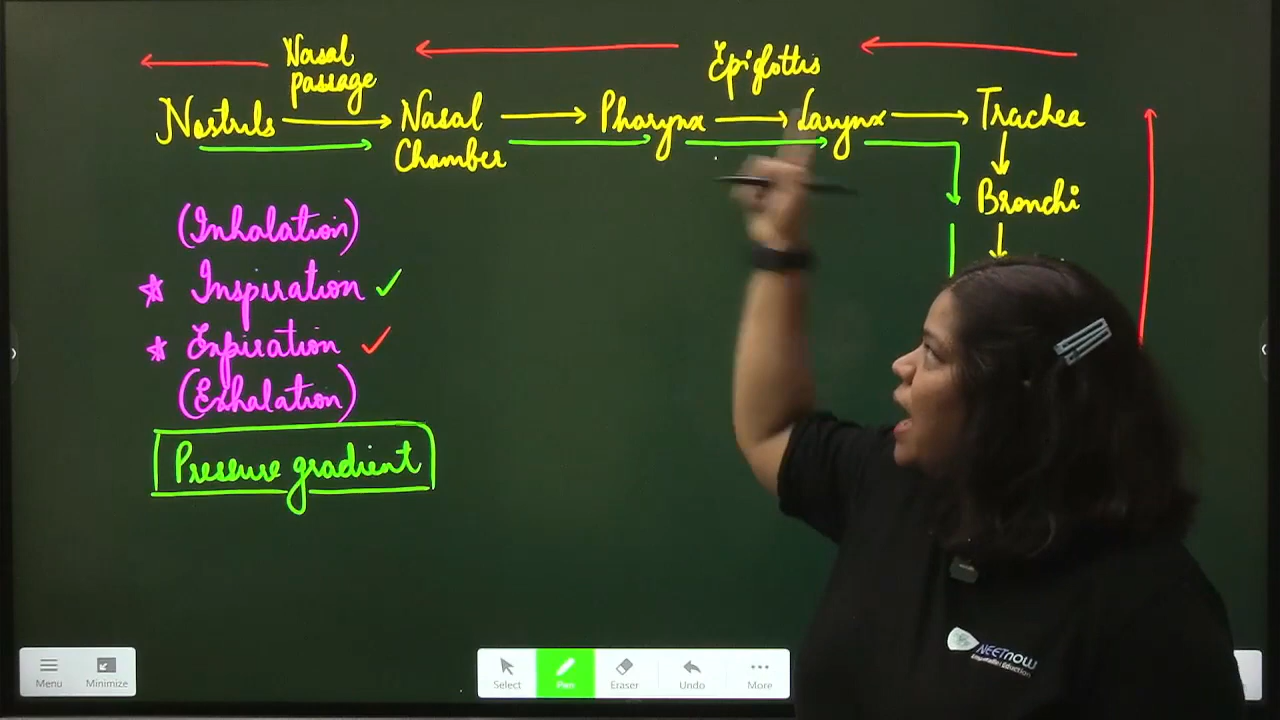 Nasal passage
Epiglottis
Nostrils → Nasal Chamber → Pharynx → Larynx → Trachea
↓
Bronchi
↓
(Inhalation)
* Inspiration ✓
* Expiration ✓
(Exhalation)
Pressure gradient
NEETNOW
Menu
Minimize
Select
Pen
Eraser
Undo
More